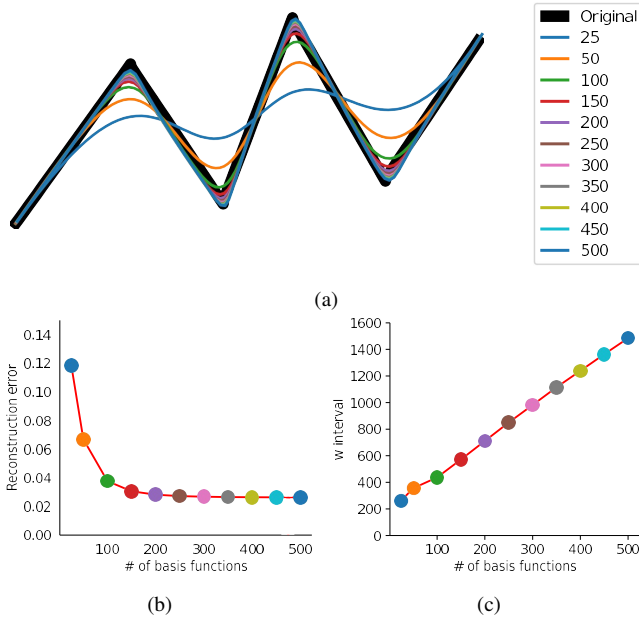 Original
25
50
100
150
200
250
300
350
400
450
500
(a)
0.14
0.12
0.10
0.08
0.06
0.04
0.02
0.00
Reconstruction error
100 200 300 400 500
# of basis functions
(b)
1600
1400
1200
1000
800
600
400
200
0
w interval
100 200 300 400 500
# of basis functions
(c)